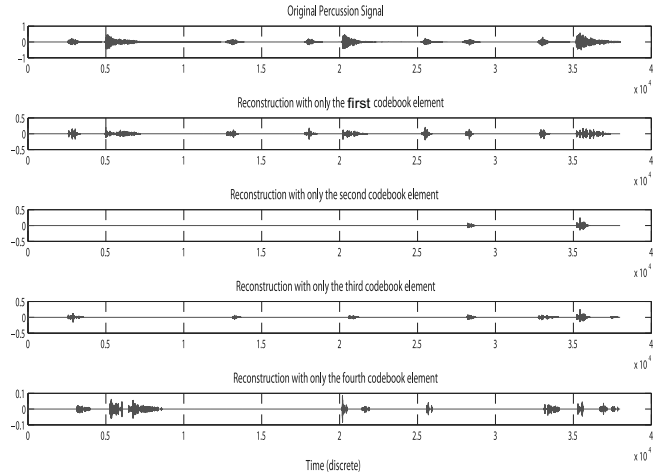 Original Percussion Signal
1
0
−1
0 0.5 1 1.5 2 2.5 3 3.5 4
x 10 4
Reconstruction with only the first codebook element
0.5
0
−0.5
0 0.5 1 1.5 2 2.5 3 3.5 4
x 10 4
Reconstruction with only the second codebook element
0.5
0
−0.5
0 0.5 1 1.5 2 2.5 3 3.5 4
x 10 4
Reconstruction with only the third codebook element
0.5
0
−0.5
0 0.5 1 1.5 2 2.5 3 3.5 4
x 10 4
Reconstruction with only the fourth codebook element
0.1
0
−0.1
0 0.5 1 1.5 2 2.5 3 3.5 4
x 10 4
Time (discrete)